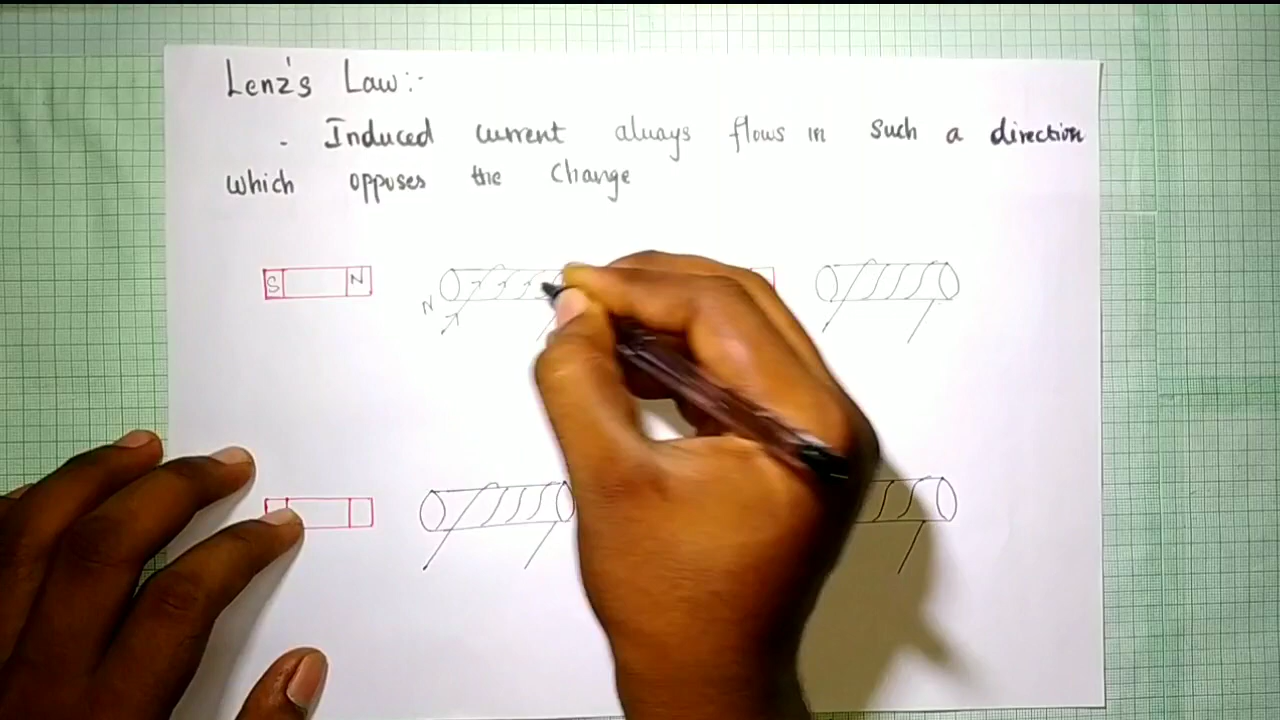 Lenz's Law:-
- Induced current always flows in such a direction
which opposes the change
S N
N